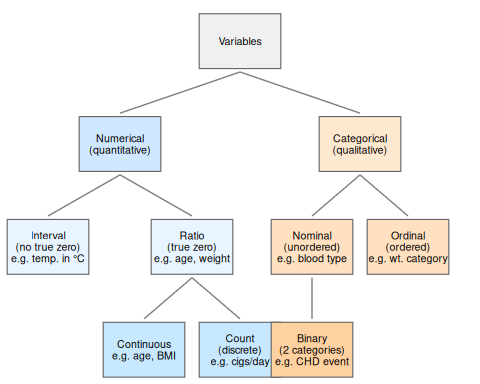 Variables
Numerical
(quantitative)
Categorical
(qualitative)
Interval
(no true zero)
e.g. temp. in °C
Ratio
(true zero)
e.g. age, weight
Nominal
(unordered)
e.g. blood type
Ordinal
(ordered)
e.g. wt. category
Continuous
e.g. age, BMI
Count
(discrete)
e.g. cigs/day
Binary
(2 categories)
e.g. CHD event